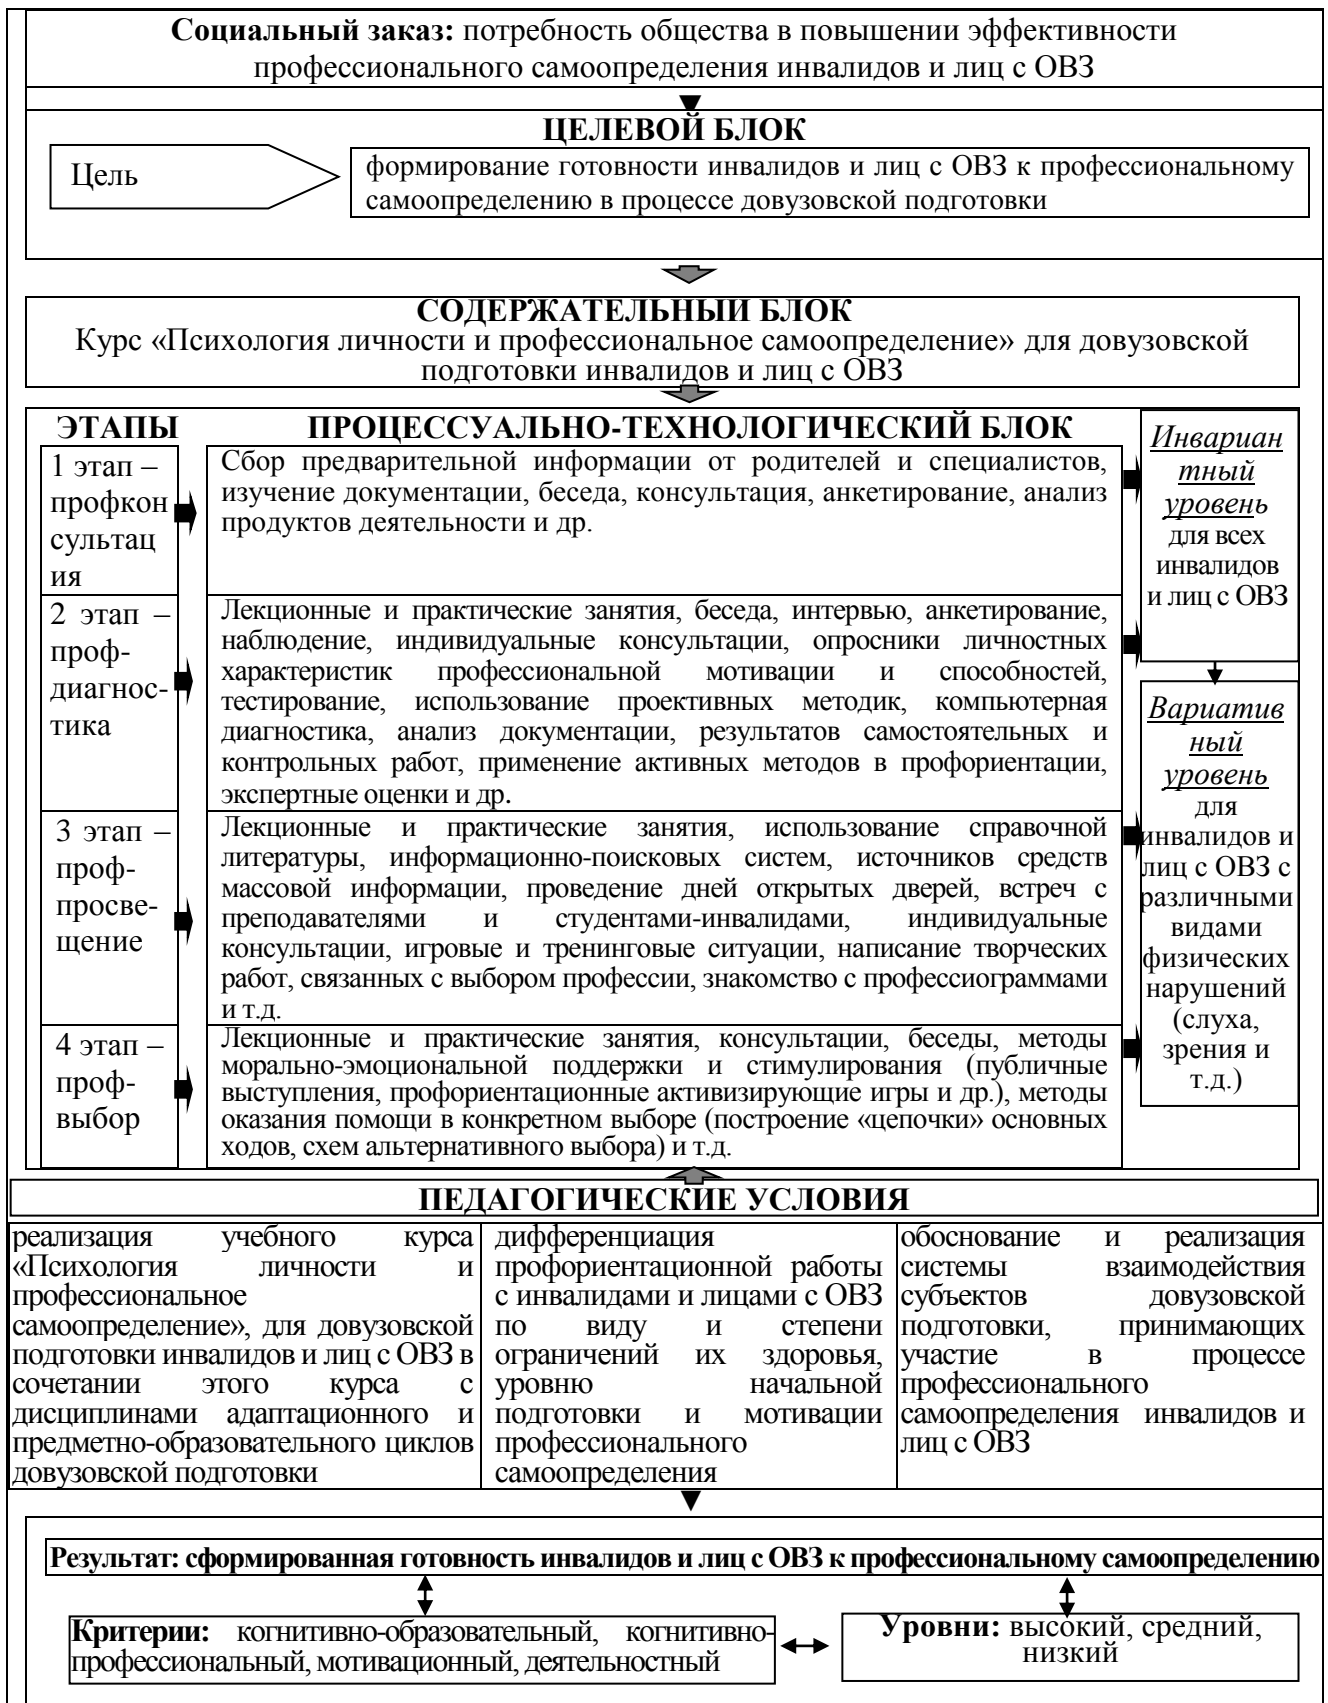 Социальный заказ: потребность общества в повышении эффективности
профессионального самоопределения инвалидов и лиц с ОВЗ
ЦЕЛЕВОЙ БЛОК
Цель
формирование готовности инвалидов и лиц с ОВЗ к профессиональному
самоопределению в процессе довузовской подготовки
СОДЕРЖАТЕЛЬНЫЙ БЛОК
Курс «Психология личности и профессиональное самоопределение» для довузовской
подготовки инвалидов и лиц с ОВЗ
ЭТАПЫ
ПРОЦЕССУАЛЬНО-ТЕХНОЛОГИЧЕСКИЙ БЛОК
1 этап –
профкон
сультац
ия
Сбор предварительной информации от родителей и специалистов,
изучение документации, беседа, консультация, анкетирование, анализ
продуктов деятельности и др.
2 этап –
проф-
диагнос-
тика
Лекционные и практические занятия, беседа, интервью, анкетирование,
наблюдение, индивидуальные консультации, опросники личностных
характеристик профессиональной мотивации и способностей,
тестирование, использование проективных методик, компьютерная
диагностика, анализ документации, результатов самостоятельных и
контрольных работ, применение активных методов в профориентации,
экспертные оценки и др.
3 этап –
проф-
просве-
щение
Лекционные и практические занятия, использование справочной
литературы, информационно-поисковых систем, источников средств
массовой информации, проведение дней открытых дверей, встреч с
преподавателями и студентами-инвалидами, индивидуальные
консультации, игровые и тренинговые ситуации, написание творческих
работ, связанных с выбором профессии, знакомство с профессиограммами
и т.д.
4 этап –
проф-
выбор
Лекционные и практические занятия, консультации, беседы, методы
морально-эмоциональной поддержки и стимулирования (публичные
выступления, профориентационные активизирующие игры и др.), методы
оказания помощи в конкретном выборе (построение «цепочки» основных
ходов, схем альтернативного выбора) и т.д.
Инвариан
тный
уровень
для всех
инвалидов
и лиц с ОВЗ
Вариатив
ный
уровень
для
инвалидов и
лиц с ОВЗ с
различными
видами
физических
нарушений
(слуха,
зрения и
т.д.)
ПЕДАГОГИЧЕСКИЕ УСЛОВИЯ
реализация учебного курса
«Психология личности и
профессиональное
самоопределение», для довузовской
подготовки инвалидов и лиц с ОВЗ в
сочетании этого курса с
дисциплинами адаптационного и
предметно-образовательного циклов
довузовской подготовки
дифференциация
профориентационной работы
с инвалидами и лицами с ОВЗ
по виду и степени
ограничений их здоровья,
уровню начальной
подготовки и мотивации
профессионального
самоопределения
обоснование и реализация
системы взаимодействия
субъектов довузовской
подготовки, принимающих
участие в процессе
профессионального
самоопределения инвалидов и
лиц с ОВЗ
Результат: сформированная готовность инвалидов и лиц с ОВЗ к профессиональному самоопределению
Критерии: когнитивно-образовательный, когнитивно-
профессиональный, мотивационный, деятельностный
Уровни: высокий, средний,
низкий